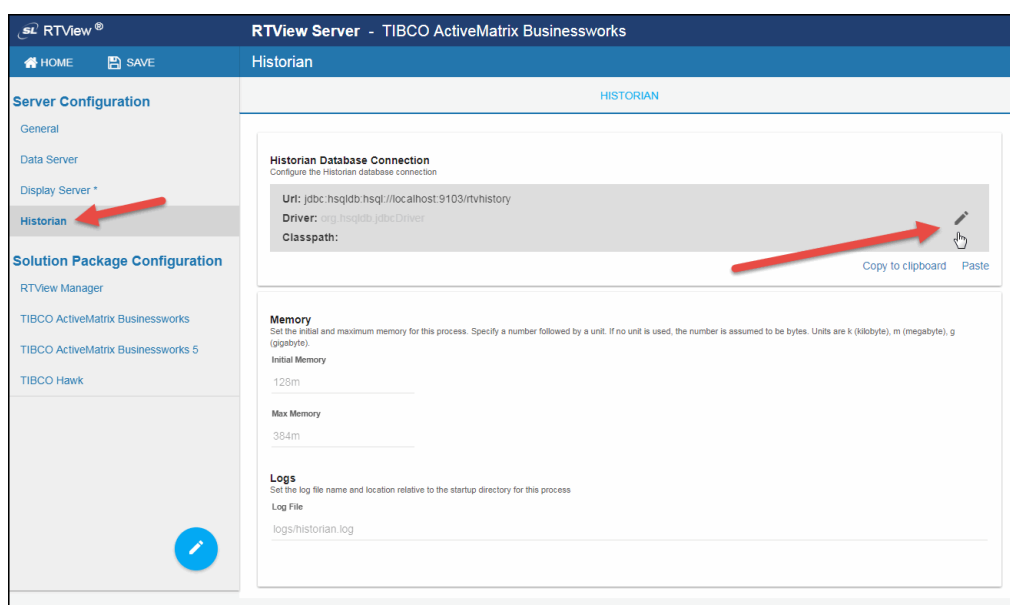 SL RTView ®
RTView Server - TIBCO ActiveMatrix Businessworks
HOME
SAVE
Historian
Server Configuration
General
Data Server
Display Server *
Historian
Solution Package Configuration
RTView Manager
TIBCO ActiveMatrix Businessworks
TIBCO ActiveMatrix Businessworks 5
TIBCO Hawk
HISTORIAN
Historian Database Connection
Configure the Historian database connection
Url: jdbc:hsqldb:hsql://localhost:9103/rtvhistory
Driver: org.hsqldb.jdbcDriver
Classpath:
Copy to clipboard
Paste
Memory
Set the initial and maximum memory for this process. Specify a number followed by a unit. If no unit is used, the number is assumed to be bytes. Units are k (kilobyte), m (megabyte), g
(gigabyte).
Initial Memory
128m
Max Memory
384m
Logs
Set the log file name and location relative to the startup directory for this process
Log File
logs/historian.log